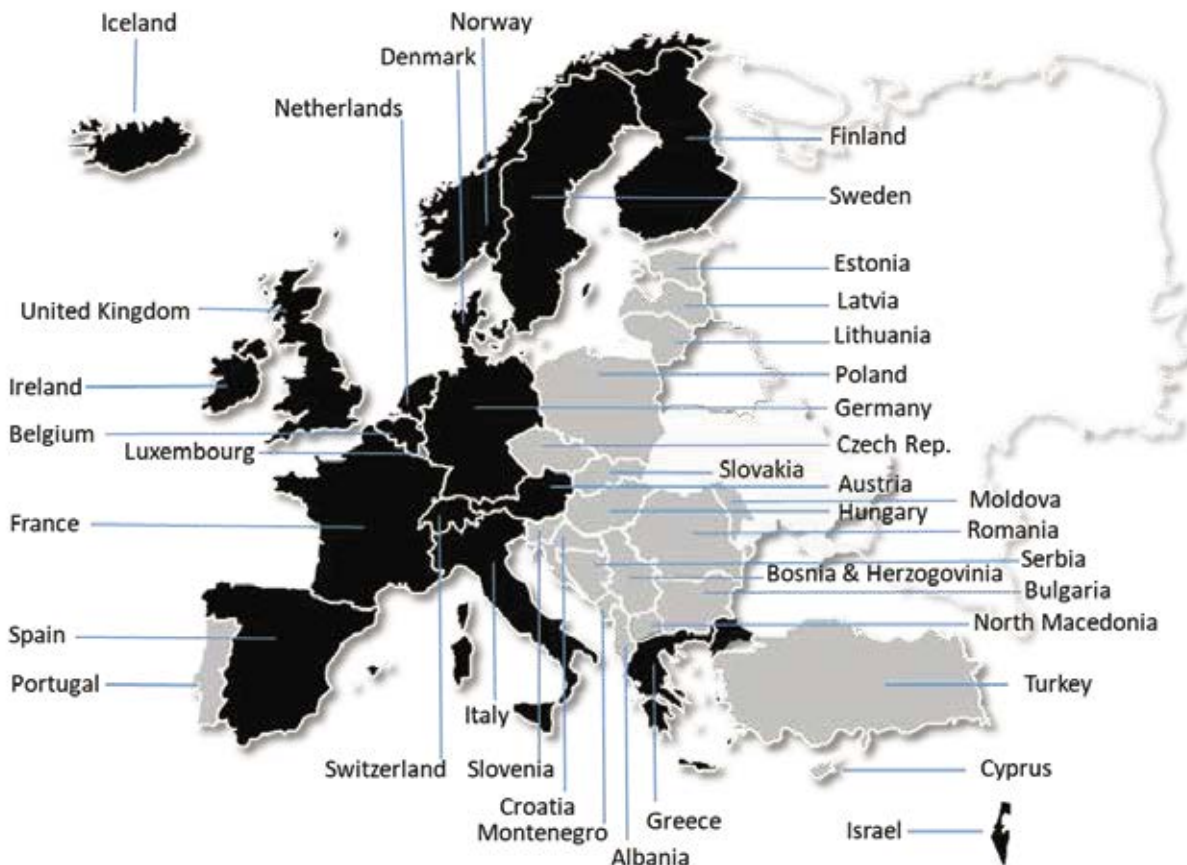 Iceland
Norway
Denmark
Netherlands
Finland
Sweden
Estonia
United Kingdom
Latvia
Lithuania
Ireland
Poland
Germany
Belgium
Luxembourg
Czech Rep.
Slovakia
Austria
Moldova
Hungary
France
Romania
Serbia
Bosnia & Herzogovinia
Bulgaria
North Macedonia
Spain
Portugal
Turkey
Italy
Switzerland
Slovenia
Cyprus
Croatia
Montenegro
Greece
Israel
Albania